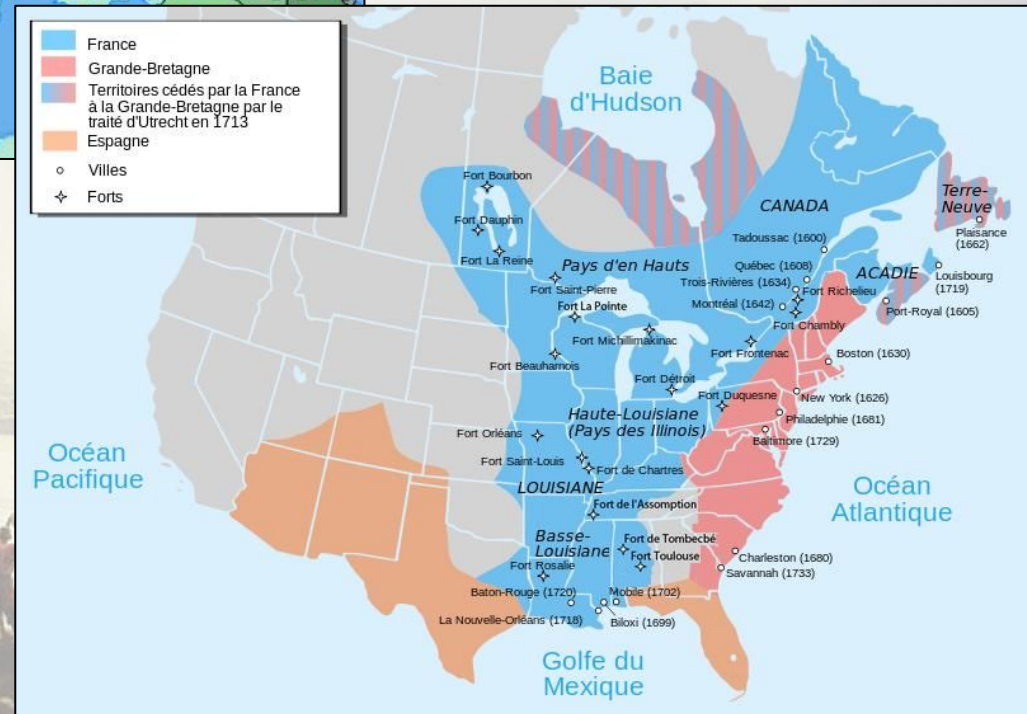 France
Grande-Bretagne
Territoires cédés par la France
à la Grande-Bretagne par le
traité d'Utrecht en 1713
Espagne
Villes
Forts
Baie
d'Hudson
Terre-
Neuve
Plaisance
(1662)
CANADA
Tadoussac (1600)
Québec (1608)
ACADIE
Louisbourg
(1719)
Trois-Rivières (1634)
Fort Richelieu
Montréal (1642)
Port-Royal (1605)
Fort Chambly
Fort Bourbon
Fort Dauphin
Fort La Reine
Pays d'en Hauts
Fort Saint-Pierre
Fort La Pointe
Fort Michillimakinac
Fort Frontenac
Boston (1630)
Fort Beauharnois
Fort Détroit
Fort Duquesne
New York (1626)
Haute-Louisiane
(Pays des Illinois)
Philadelphie (1681)
Fort Orléans
Baltimore (1729)
Fort Saint-Louis
Fort de Chartres
Océan
Pacifique
LOUISIANE
Océan
Atlantique
Fort de l'Assomption
Basse-
Louisiane
Fort de Tombecbé
Fort Toulouse
Charleston (1680)
Fort Rosalie
Savannah (1733)
Baton-Rouge (1720)
Mobile (1702)
La Nouvelle-Orléans (1718)
Biloxi (1699)
Golfe du
Mexique